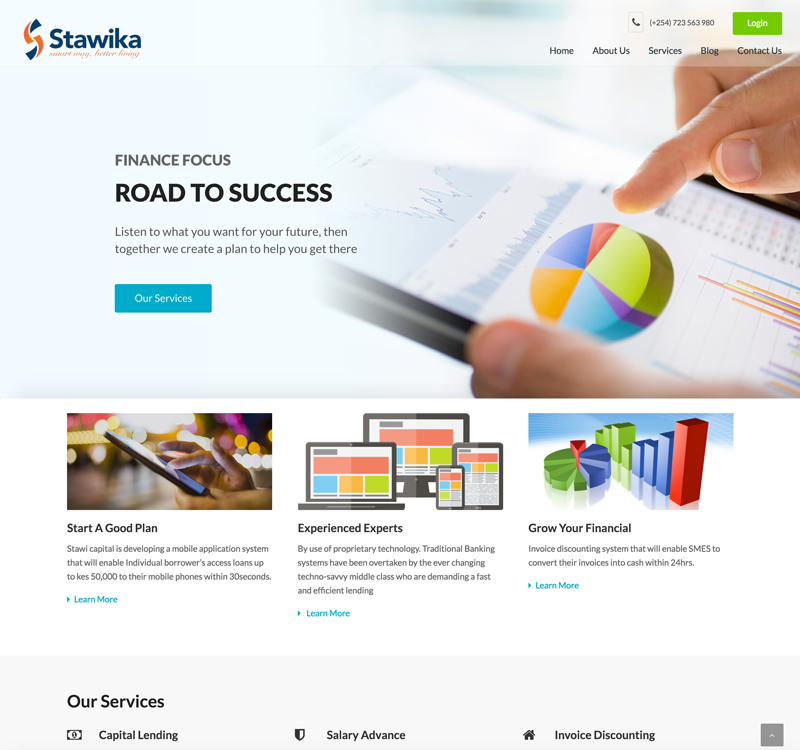 (+254) 723 563 980
Login
Stawika
smart way, better living
Home About Us Services Blog Contact Us
FINANCE FOCUS
ROAD TO SUCCESS
Listen to what you want for your future, then
together we create a plan to help you get there
Our Services
Start A Good Plan
Stawi capital is developing a mobile application system
that will enable Individual borrower's access loans up
to kes 50,000 to their mobile phones within 30seconds.
Learn More
Experienced Experts
By use of proprietary technology. Traditional Banking
systems have been overtaken by the ever changing
techno-savvy middle class who are demanding a fast
and efficient lending
Learn More
Grow Your Financial
Invoice discounting system that will enable SMES to
convert their invoices into cash within 24hrs.
Learn More
Our Services
Capital Lending
Salary Advance
Invoice Discounting